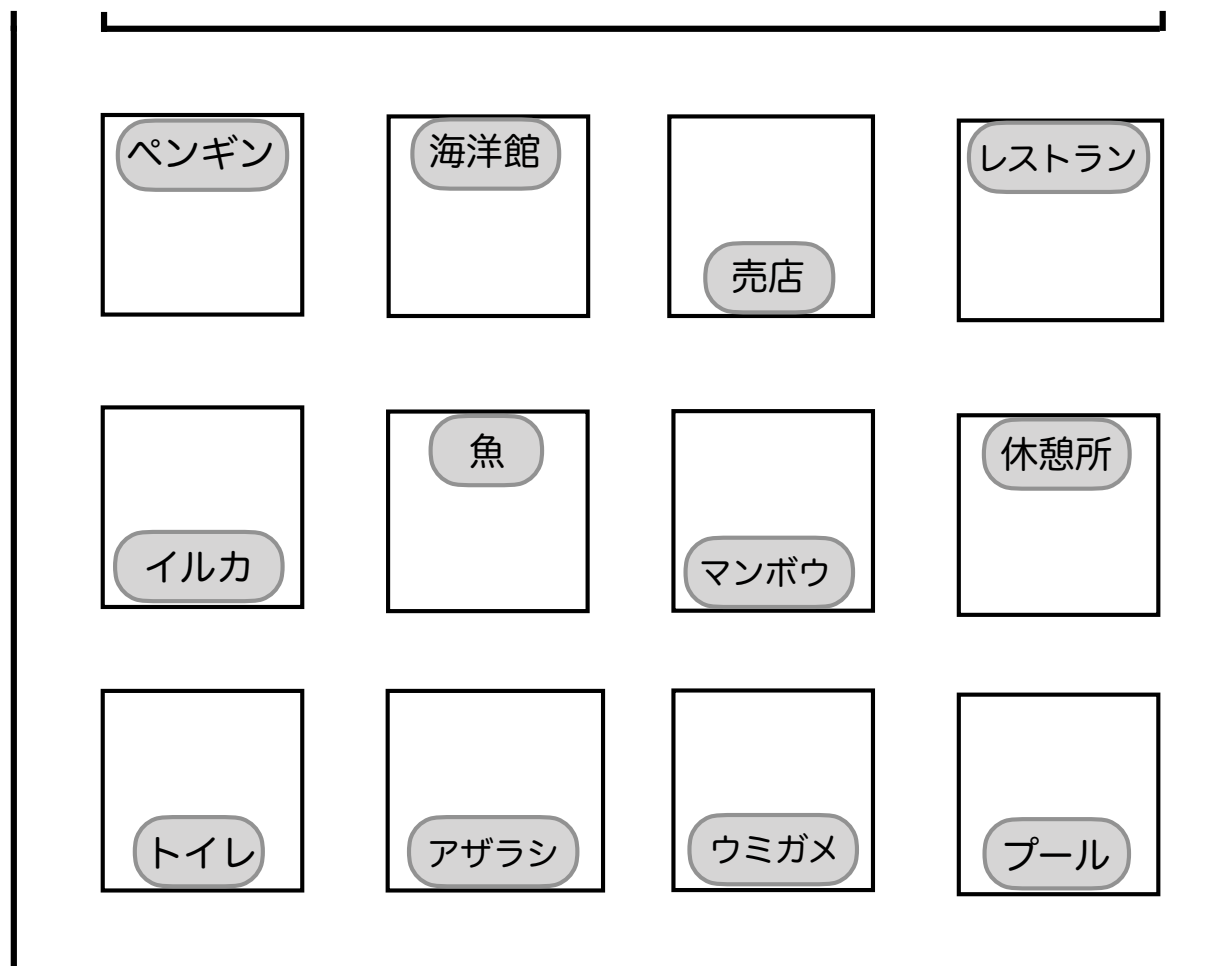 ペンギン
海洋館
売店
レストラン
イルカ
魚
マンボウ
休憩所
トイレ
アザラシ
ウミガメ
プール